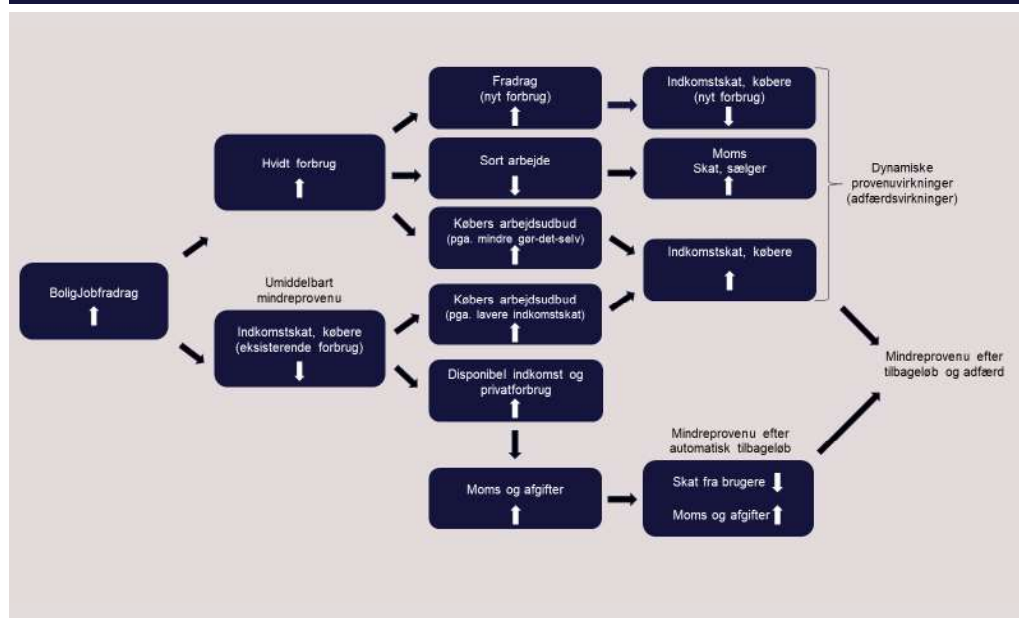 BoligJobfradrag
Hvidt forbrug
Umiddelbart
mindreprovenu
Indkomstskat, købere
(eksisterende forbrug)
Fradrag
(nyt forbrug)
Sort arbejde
Købers arbejdsudbud
(pga. mindre gør-det-selv)
Købers arbejdsudbud
(pga. lavere indkomstskat)
Disponibel indkomst og
privatforbrug
Moms og afgifter
Indkomstskat, købere
(nyt forbrug)
Moms
Skat, sælger
Indkomstskat, købere
Mindreprovenu efter
automatisk tilbageløb
Skat fra brugere
Moms og afgifter
Dynamiske
provenuvirkninger
(adfærdsvirkninger)
Mindreprovenu efter
tilbageløb og adfærd